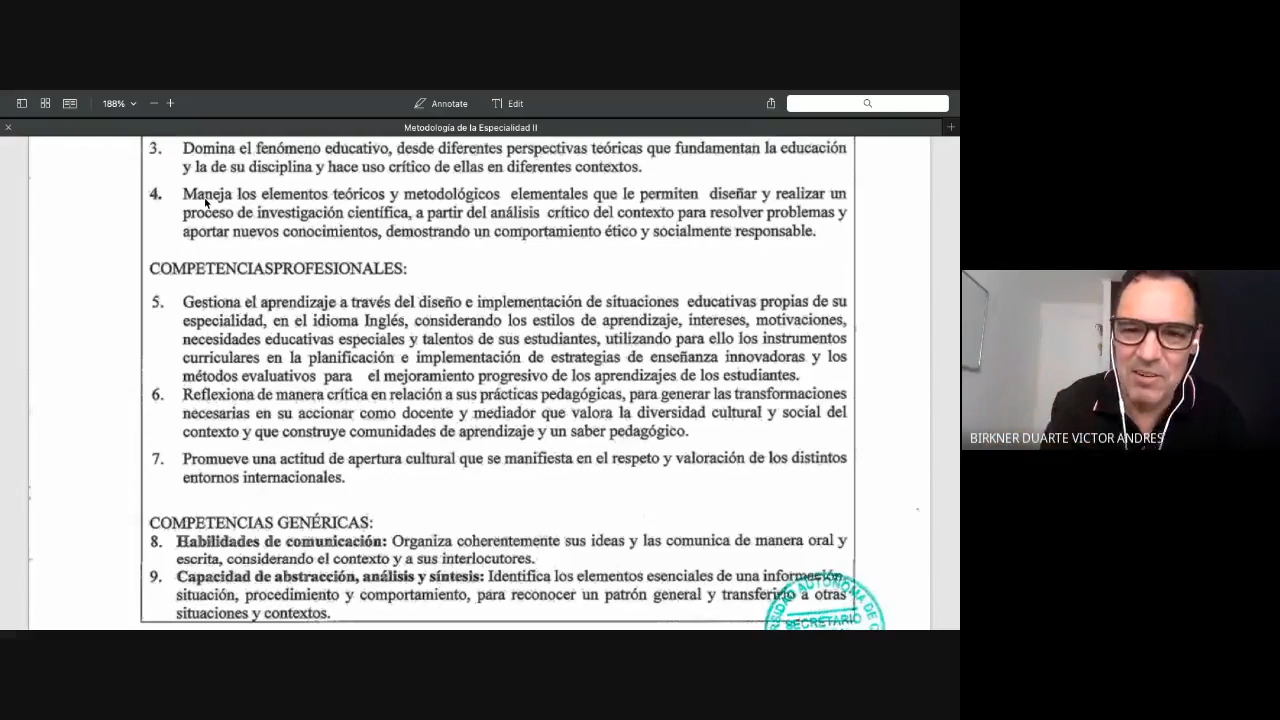 188%
Annotate
Edit
Metodología de la Especialidad II
3. Domina el fenómeno educativo, desde diferentes perspectivas teóricas que fundamentan la educación
y la de su disciplina y hace uso crítico de ellas en diferentes contextos.
4. Maneja los elementos teóricos y metodológicos elementales que le permiten diseñar y realizar un
proceso de investigación científica, a partir del análisis crítico del contexto para resolver problemas y
aportar nuevos conocimientos, demostrando un comportamiento ético y socialmente responsable.
COMPETENCIASPROFESIONALES:
5. Gestiona el aprendizaje a través del diseño e implementación de situaciones educativas propias de su
especialidad, en el idioma Inglés, considerando los estilos de aprendizaje, intereses, motivaciones,
necesidades educativas especiales y talentos de sus estudiantes, utilizando para ello los instrumentos
curriculares en la planificación e implementación de estrategias de enseñanza innovadoras y los
métodos evaluativos para el mejoramiento progresivo de los aprendizajes de los estudiantes.
6. Reflexiona de manera crítica en relación a sus prácticas pedagógicas, para generar las transformaciones
necesarias en su accionar como docente y mediador que valora la diversidad cultural y social del
contexto y que construye comunidades de aprendizaje y un saber pedagógico.
7. Promueve una actitud de apertura cultural que se manifiesta en el respeto y valoración de los distintos
entornos internacionales.
COMPETENCIAS GENÉRICAS:
8. Habilidades de comunicación: Organiza coherentemente sus ideas y las comunica de manera oral y
escrita, considerando el contexto y a sus interlocutores.
9. Capacidad de abstracción, análisis y síntesis: Identifica los elementos esenciales de una información,
situación, procedimiento y comportamiento, para reconocer un patrón general y transferirlo a otras
situaciones y contextos.
AUTÓNOMA DE
SECRETARIO
BIRKNER DUARTE VICTOR ANDRES